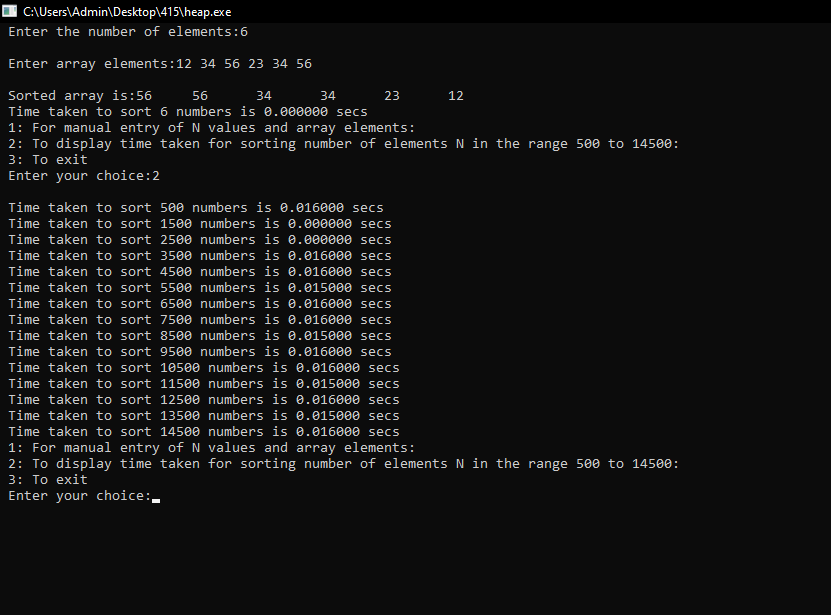 C:\Users\Admin\Desktop\415\heap.exe
Enter the number of elements:6
Enter array elements:12 34 56 23 34 56
Sorted array is:56     56      34      34      23      12
Time taken to sort 6 numbers is 0.000000 secs
1: For manual entry of N values and array elements:
2: To display time taken for sorting number of elements N in the range 500 to 14500:
3: To exit
Enter your choice:2
Time taken to sort 500 numbers is 0.016000 secs
Time taken to sort 1500 numbers is 0.000000 secs
Time taken to sort 2500 numbers is 0.000000 secs
Time taken to sort 3500 numbers is 0.016000 secs
Time taken to sort 4500 numbers is 0.016000 secs
Time taken to sort 5500 numbers is 0.015000 secs
Time taken to sort 6500 numbers is 0.016000 secs
Time taken to sort 7500 numbers is 0.016000 secs
Time taken to sort 8500 numbers is 0.015000 secs
Time taken to sort 9500 numbers is 0.016000 secs
Time taken to sort 10500 numbers is 0.016000 secs
Time taken to sort 11500 numbers is 0.015000 secs
Time taken to sort 12500 numbers is 0.016000 secs
Time taken to sort 13500 numbers is 0.015000 secs
Time taken to sort 14500 numbers is 0.016000 secs
1: For manual entry of N values and array elements:
2: To display time taken for sorting number of elements N in the range 500 to 14500:
3: To exit
Enter your choice: